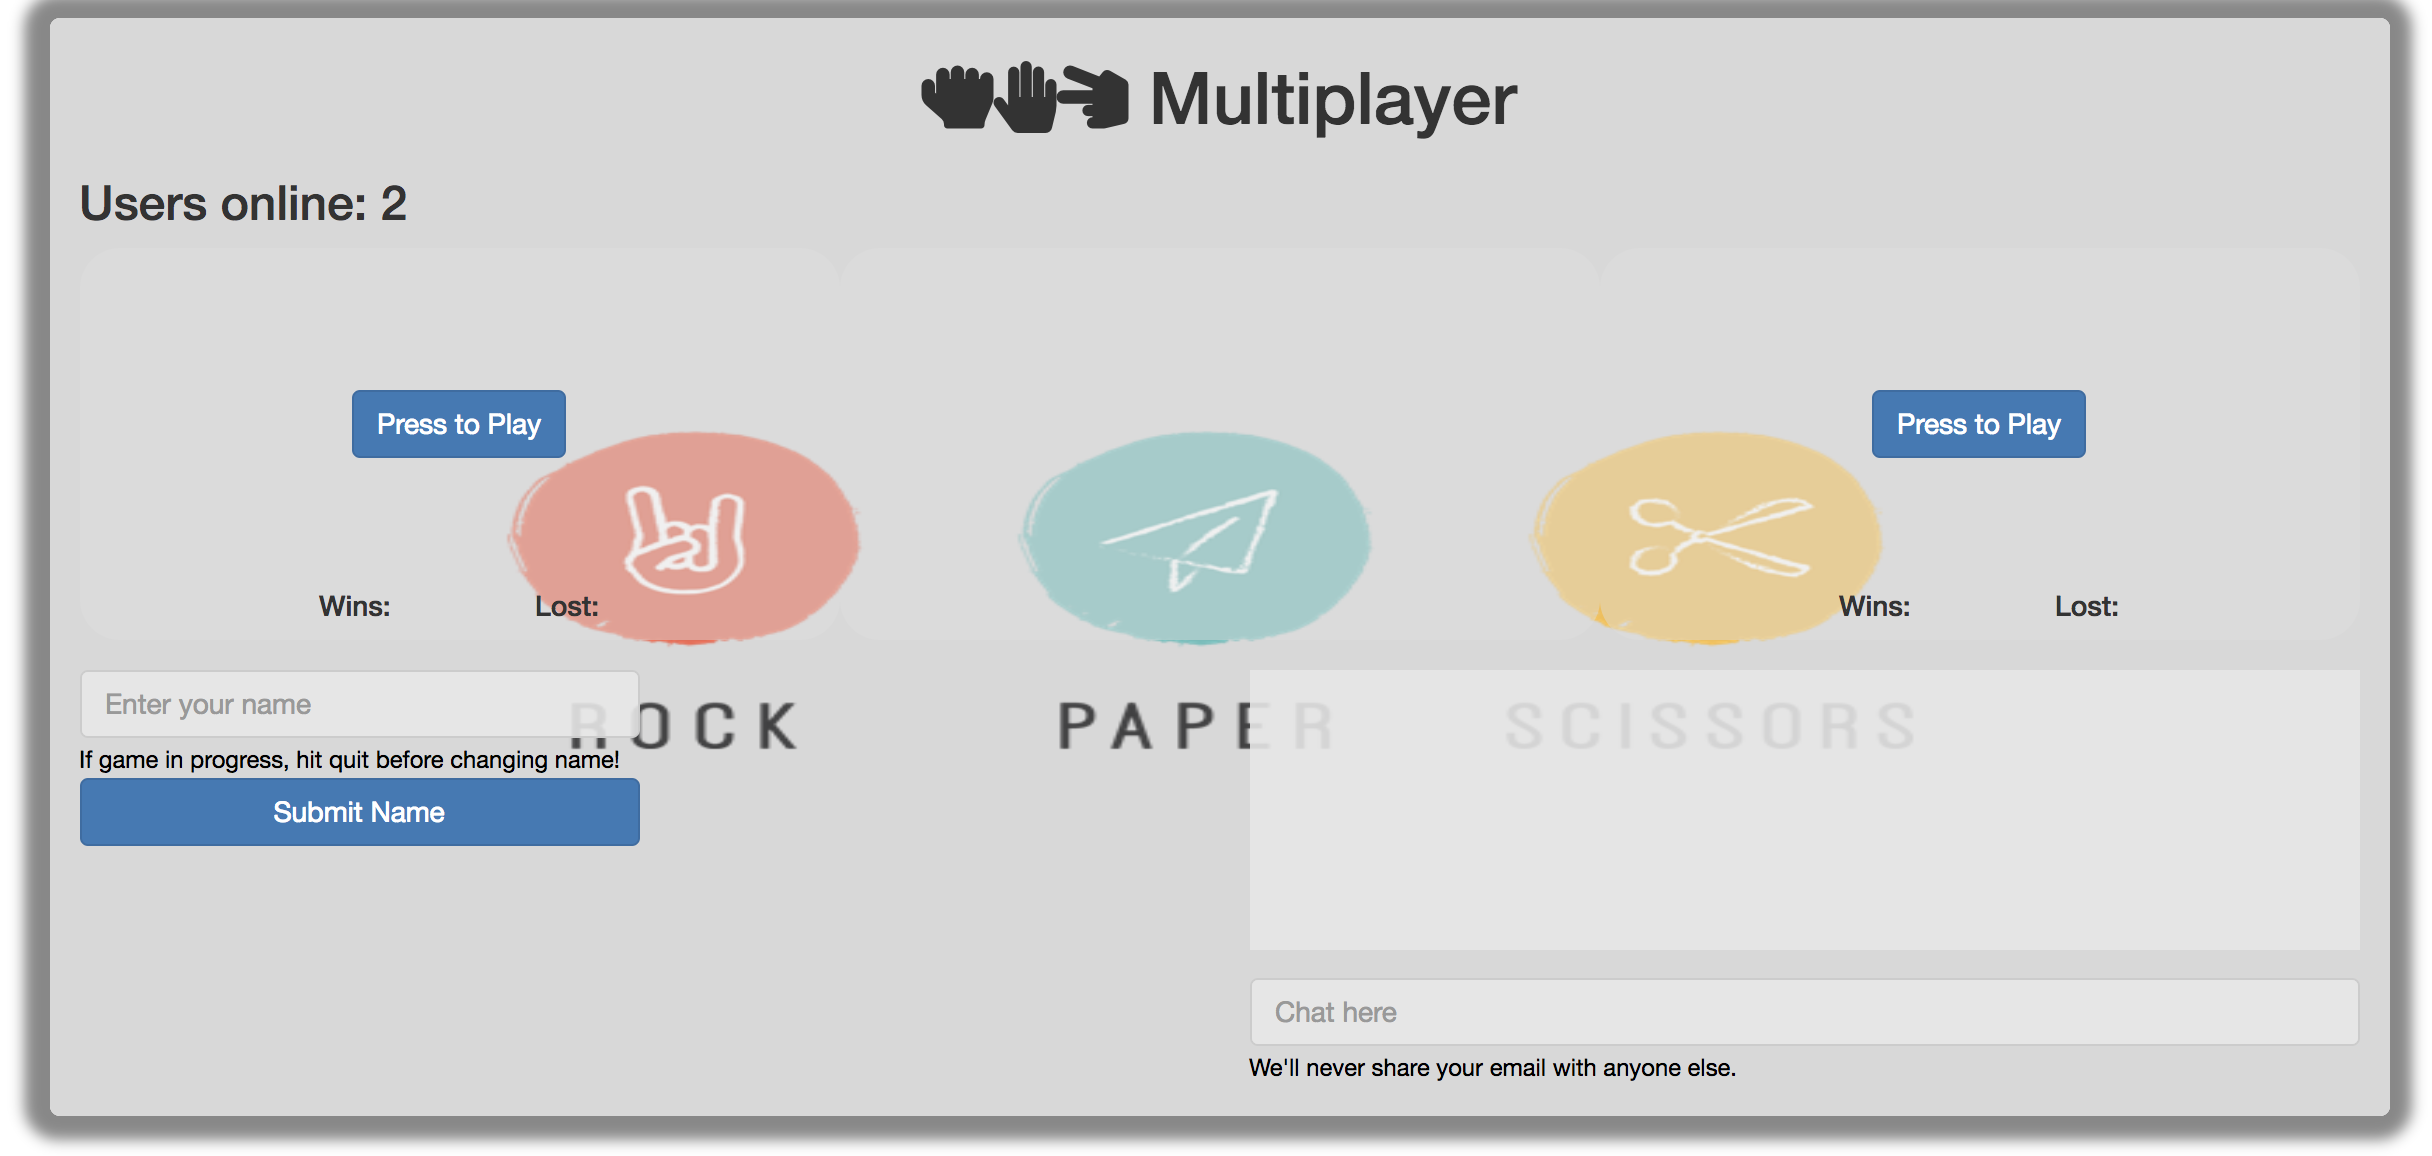 Multiplayer
Users online: 2
Press to Play
Press to Play
Wins: Lost:
Wins: Lost:
ROCK PAPER SCISSORS
Enter your name
If game in progress, hit quit before changing name!
Submit Name
Chat here
We'll never share your email with anyone else.